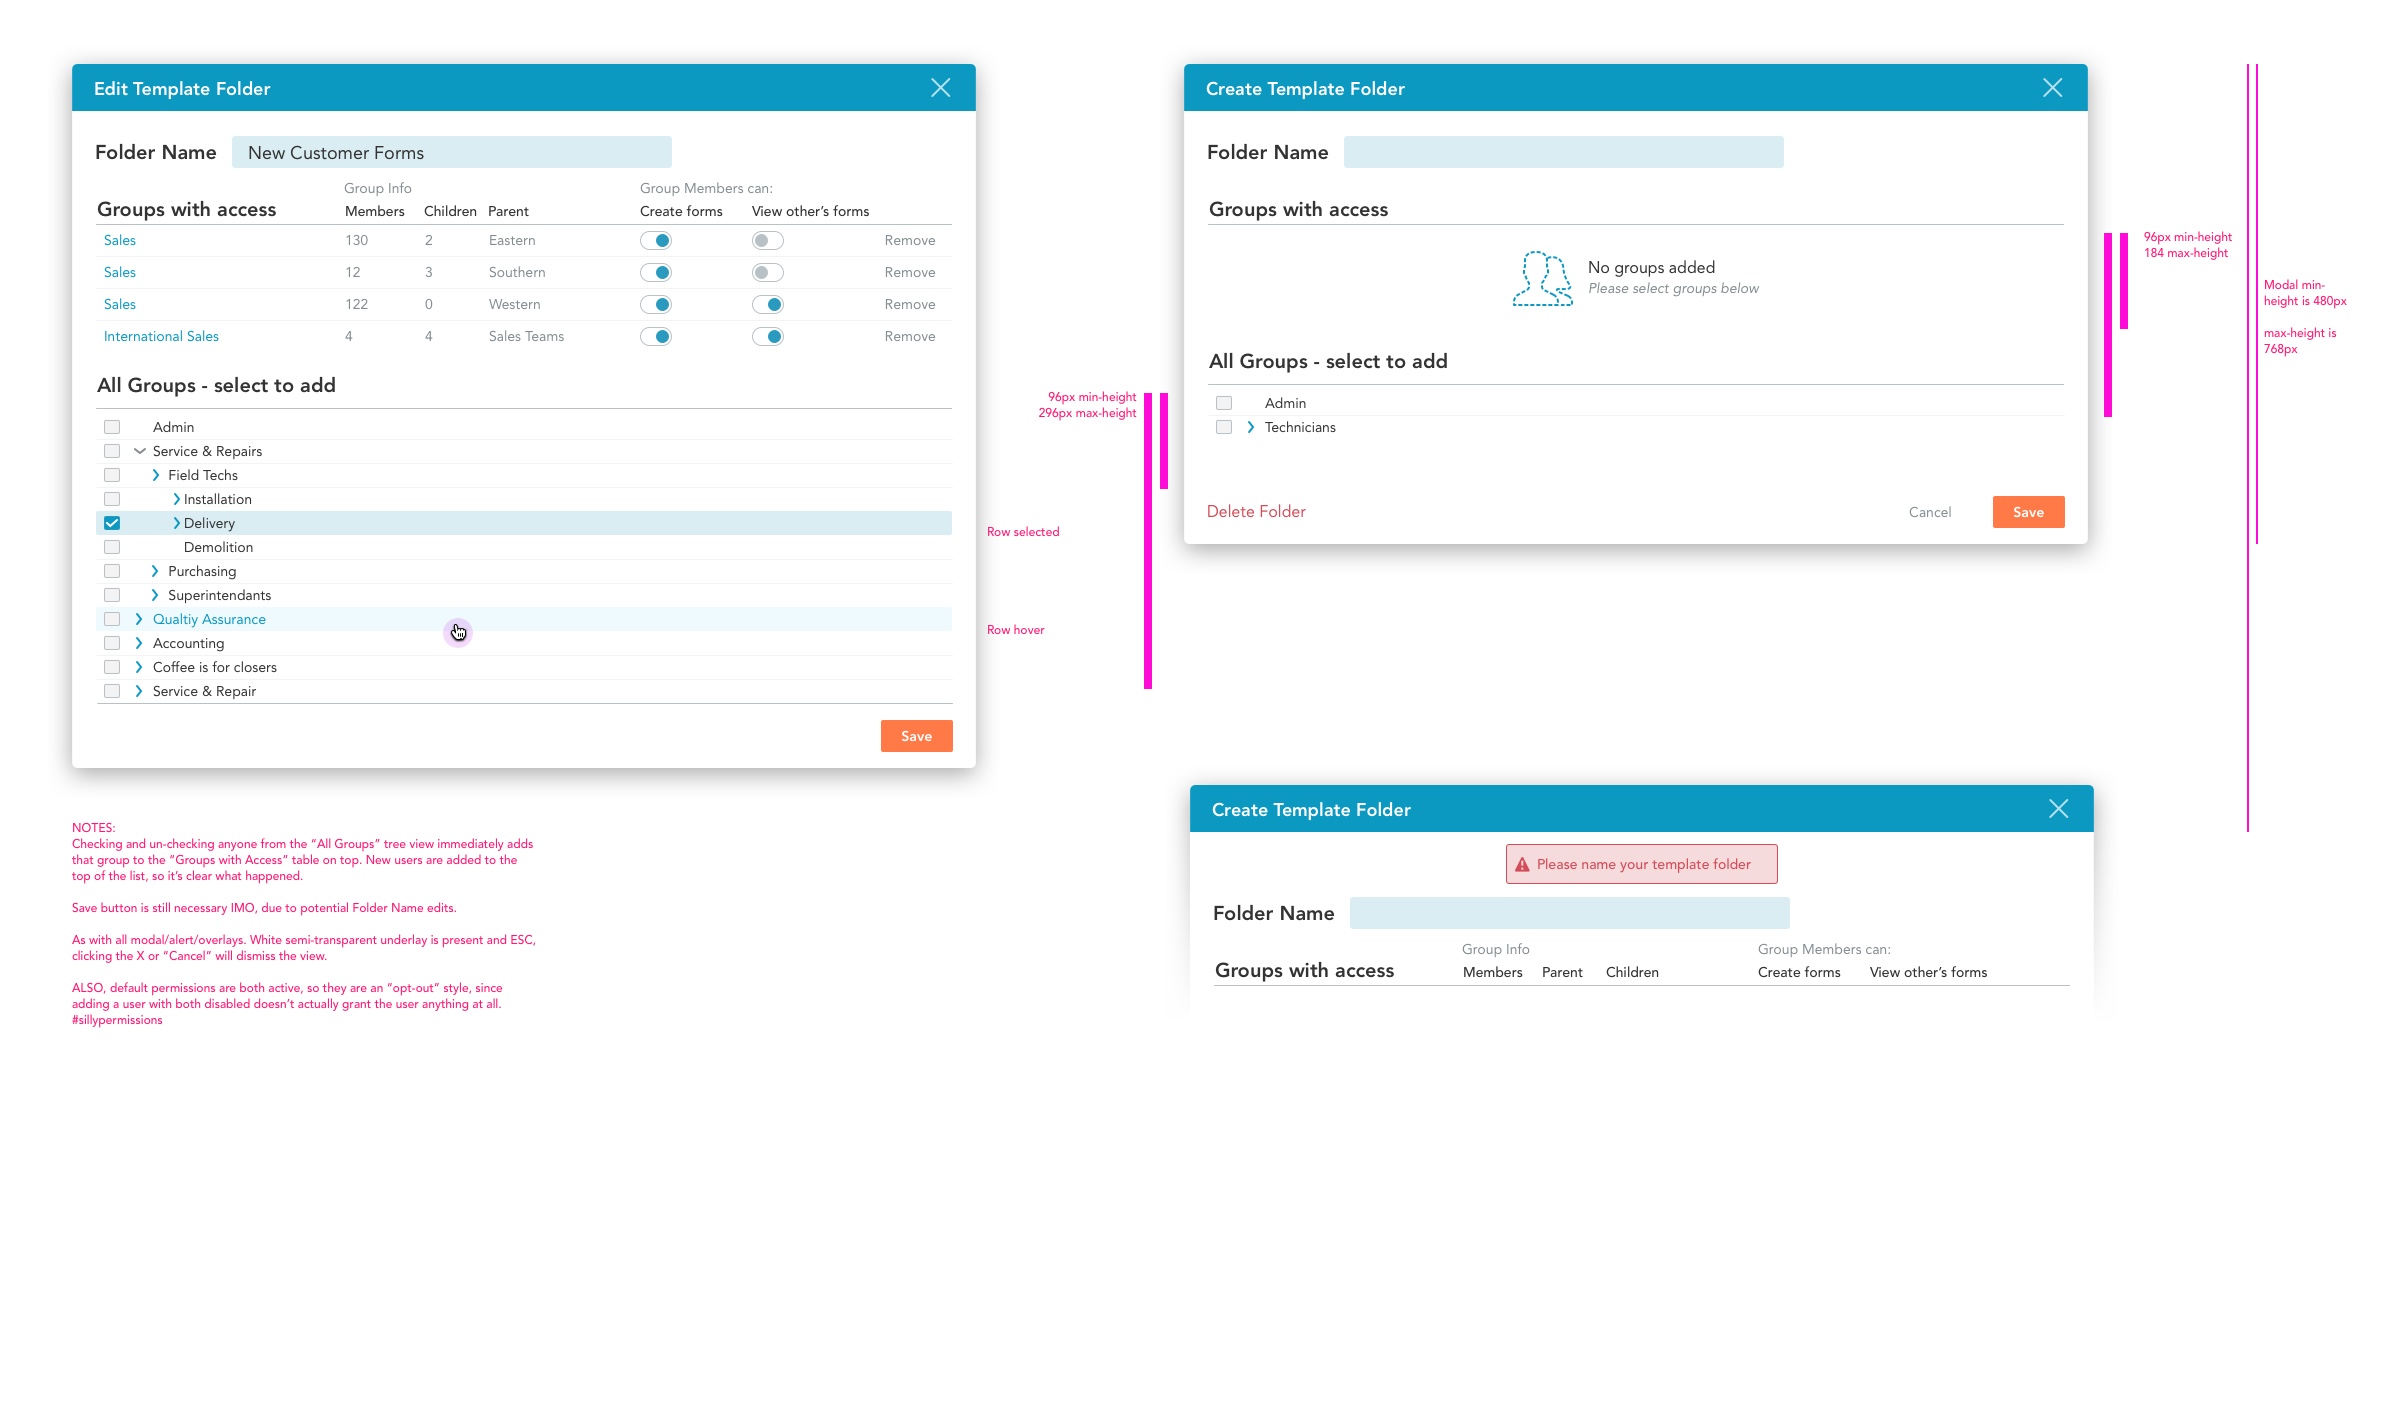 Edit Template Folder
Folder Name New Customer Forms
Group Info Group Members can:
Groups with access Members Children Parent Create forms View other's forms
Sales 130 2 Eastern Remove
Sales 12 3 Southern Remove
Sales 122 0 Western Remove
International Sales 4 4 Sales Teams Remove
All Groups - select to add
Admin
Service & Repairs
Field Techs
Installation
Delivery
Demolition
Purchasing
Superintendants
Qualtiy Assurance
Accounting
Coffee is for closers
Service & Repair
Save
96px min-height
296px max-height
Row selected
Row hover
NOTES:
Checking and un-checking anyone from the “All Groups” tree view immediately adds
that group to the “Groups with Access” table on top. New users are added to the
top of the list, so it’s clear what happened.
Save button is still necessary IMO, due to potential Folder Name edits.
As with all modal/alert/overlays. White semi-transparent underlay is present and ESC,
clicking the X or “Cancel” will dismiss the view.
ALSO, default permissions are both active, so they are an “opt-out” style, since
adding a user with both disabled doesn’t actually grant the user anything at all.
#sillypermissions
Create Template Folder
Folder Name
Groups with access
No groups added
Please select groups below
All Groups - select to add
Admin
Technicians
Delete Folder Cancel Save
96px min-height
184 max-height
Modal min-
height is 480px
max-height is
768px
Create Template Folder
Please name your template folder
Folder Name
Group Info Group Members can:
Groups with access Members Parent Children Create forms View other's forms